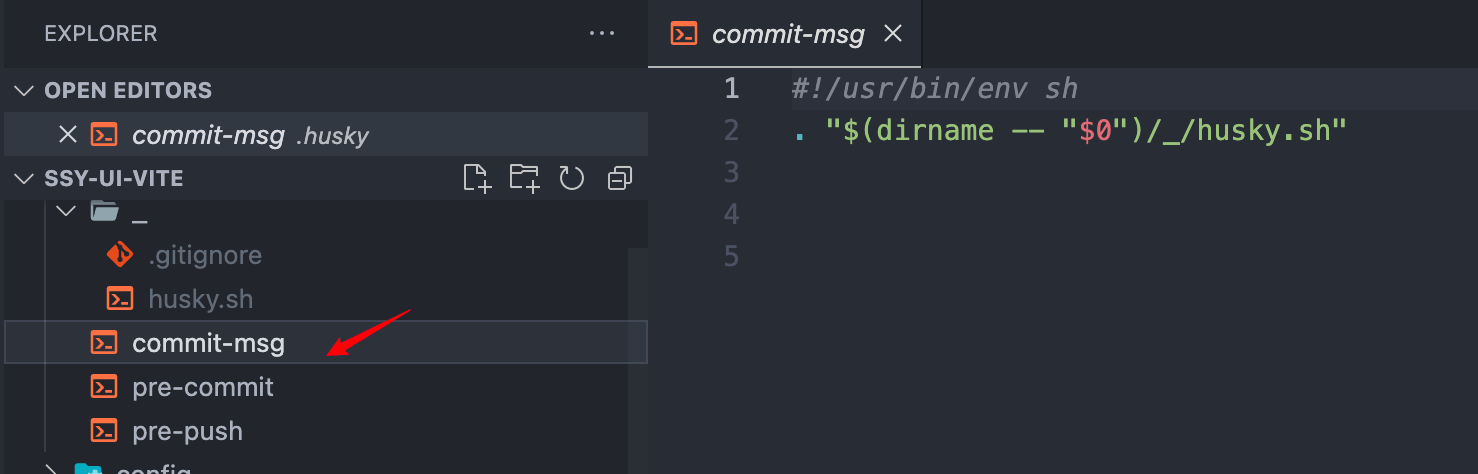 EXPLORER
OPEN EDITORS
commit-msg .husky
SSY-UI-VITE
_
.gitignore
husky.sh
commit-msg
pre-commit
pre-push
config
commit-msg
1 #!/usr/bin/env sh
2 . "$(dirname -- "$0")/_/husky.sh"
3
4
5